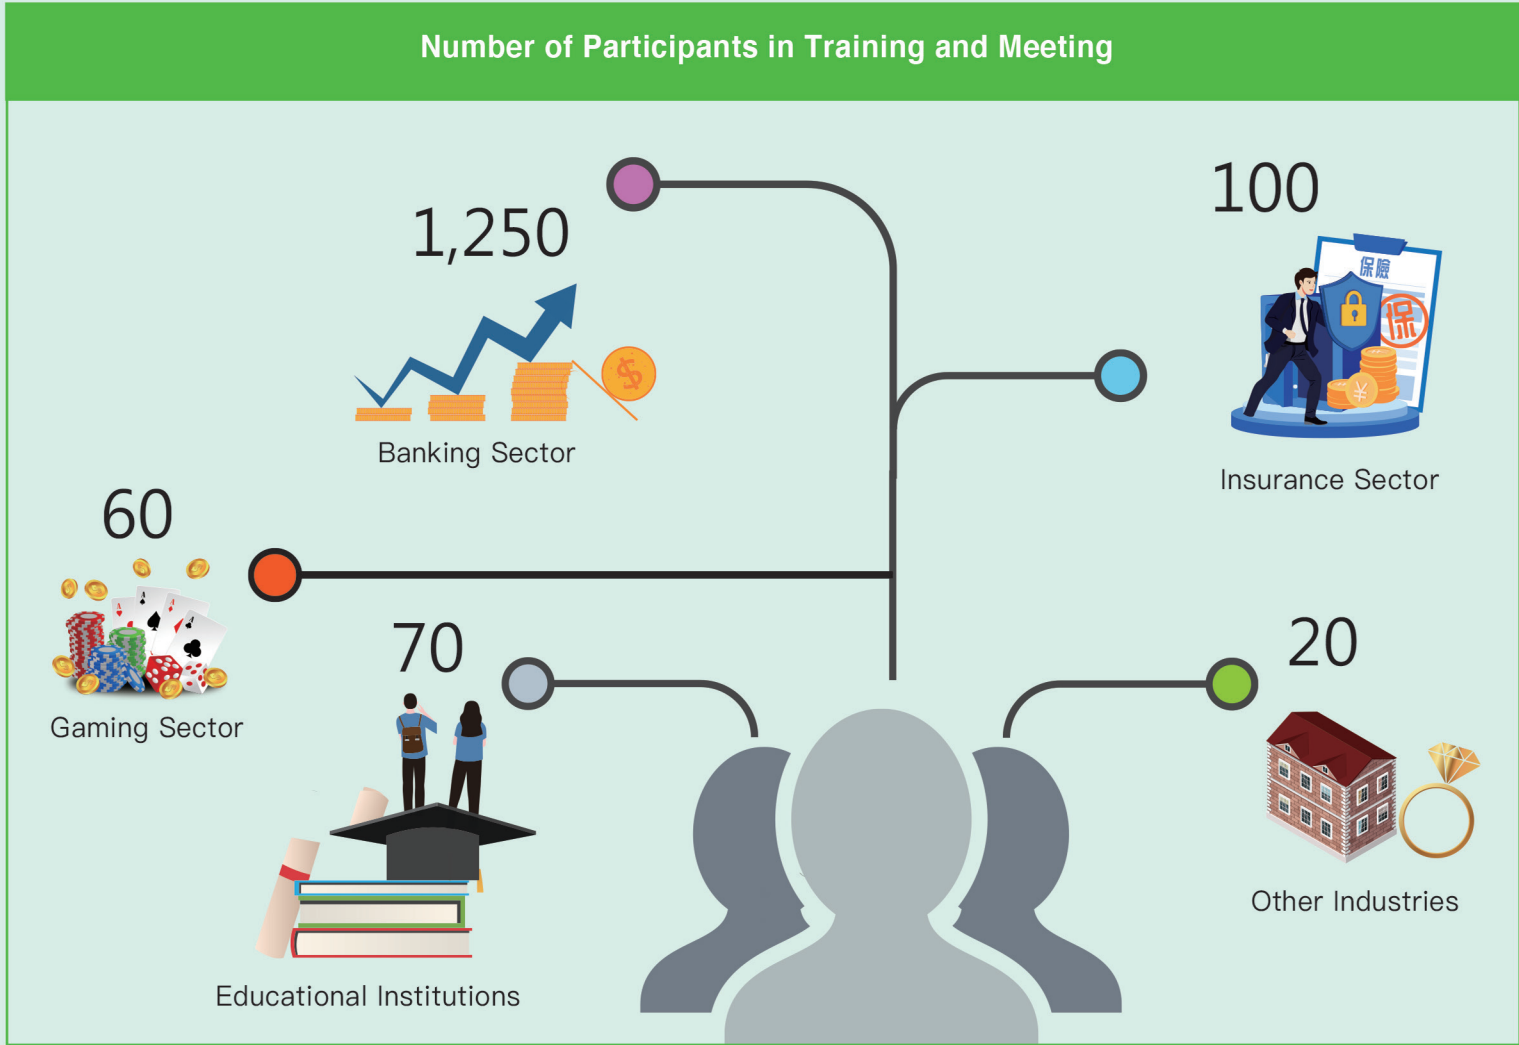 Number of Participants in Training and Meeting
1,250
Banking Sector
100
保險
保
Insurance Sector
60
Gaming Sector
70
Educational Institutions
20
Other Industries